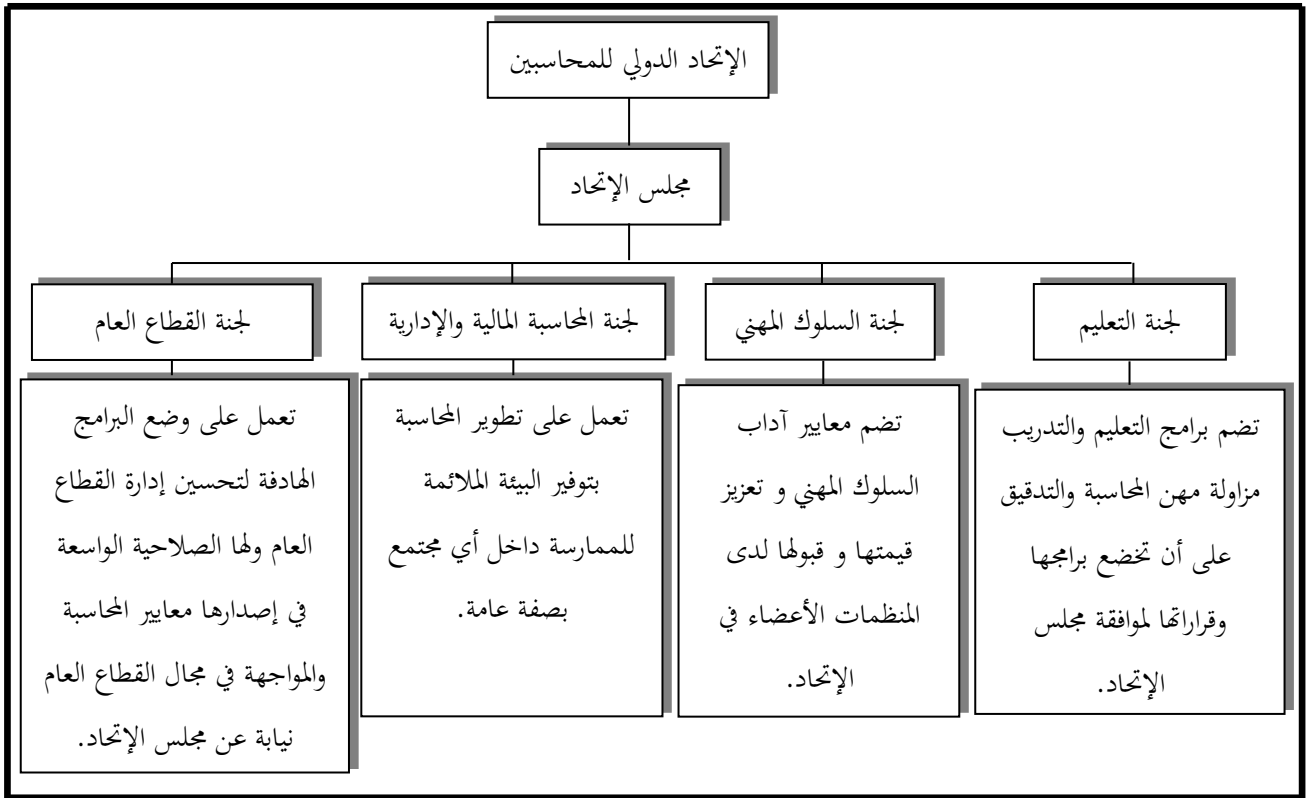 الإتحاد الدولي للمحاسبين
مجلس الإتحاد
لجنة التعليم
لجنة السلوك المهني
لجنة المحاسبة المالية والإدارية
لجنة القطاع العام
تضم برامج التعليم والتدريب
مزاولة مهن المحاسبة والتدقيق
على أن تخضع برامجها
وقراراتها لموافقة مجلس
الإتحاد.
تضم معايير آداب
السلوك المهني و تعزيز
قيمتها و قبولها لدى
المنظمات الأعضاء في
الإتحاد.
تعمل على تطوير المحاسبة
بتوفير البيئة الملائمة
للممارسة داخل أي مجتمع
بصفة عامة.
تعمل على وضع البرامج
الهادفة لتحسين إدارة القطاع
العام ولها الصلاحية الواسعة
في إصدارها معايير المحاسبة
والمواجهة في مجال القطاع العام
نيابة عن مجلس الإتحاد.